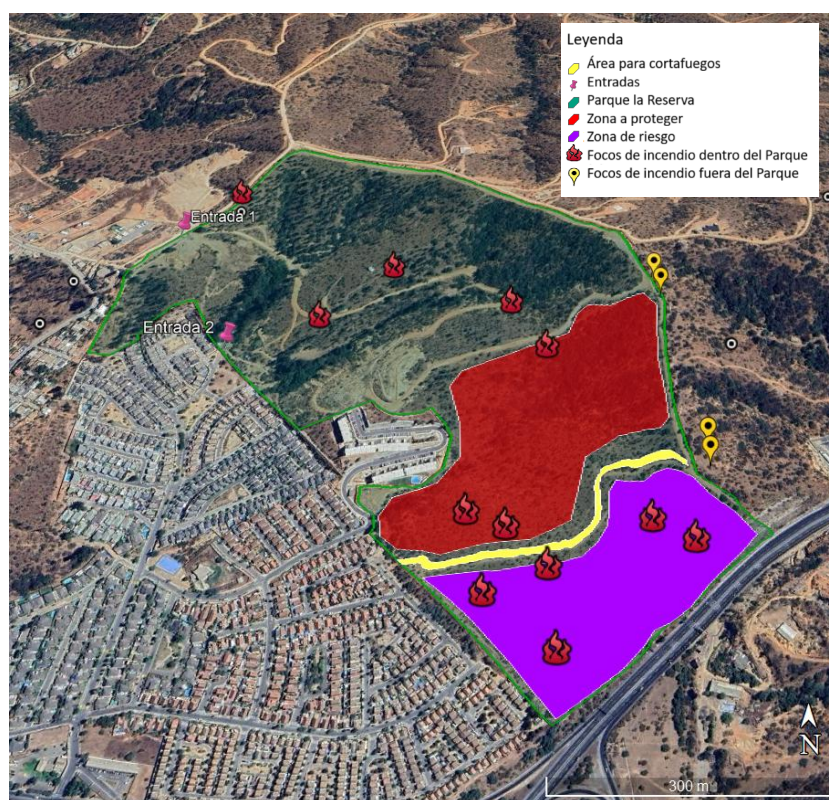 Leyenda
Área para cortafuegos
Entradas
Parque la Reserva
Zona a proteger
Zona de riesgo
Focos de incendio dentro del Parque
Focos de incendio fuera del Parque
Entrada 1
Entrada 2
N
300 m